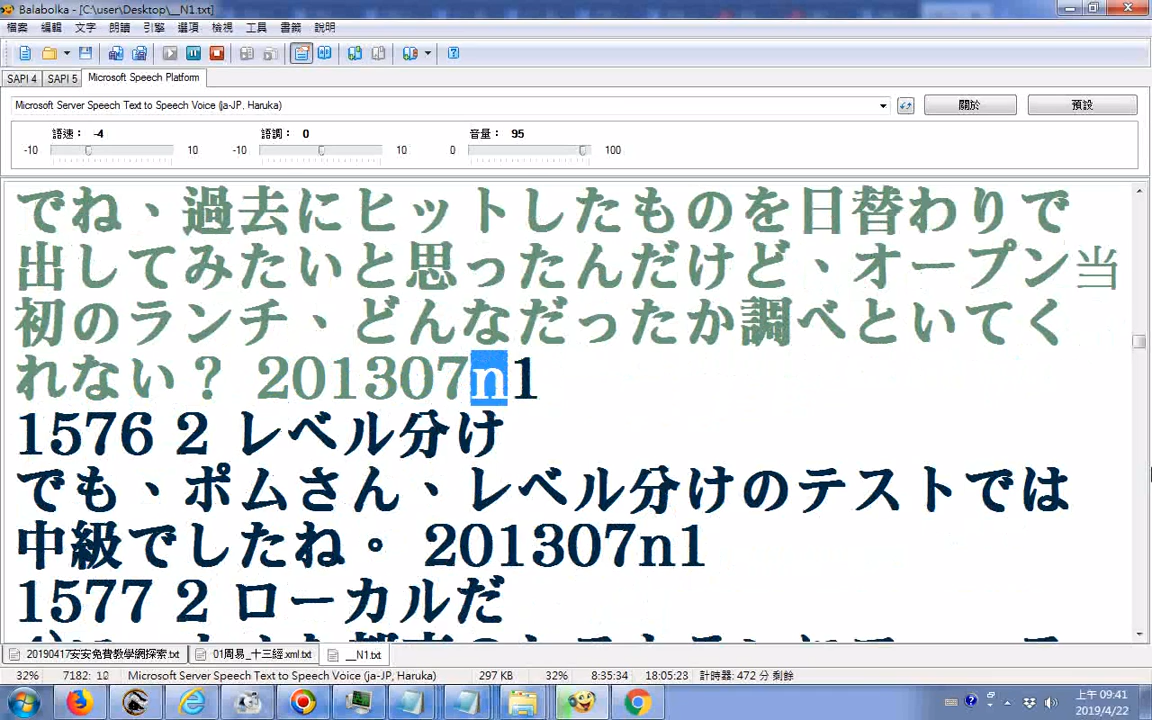 Balabolka - [C:\user\Desktop\__N1.txt]
檔案 編輯 文字 朗讀 引擎 選項 檢視 工具 書籤 說明
SAPI 4 SAPI 5 Microsoft Speech Platform
Microsoft Server Speech Text to Speech Voice (ja-JP, Haruka) 關於 預設
語速： -4 語調： 0 音量： 95
-10 10 -10 10 0 100
でね、過去にヒットしたものを日替わりで
出してみたいと思ったんだけど、オープン当
初のランチ、どんなだったか調べといてく
れない？ 201307n1
1576 2 レベル分け
でも、ポムさん、レベル分けのテストでは
中級でしたね。 201307n1
1577 2 ローカルだ
20190417安安免費教學網探索.txt 01周易_十三經.xml.txt __N1.txt
32% 7182: 10 Microsoft Server Speech Text to Speech Voice (ja-JP, Haruka) 297 KB 32% 8:35:34 18:05:28 計時器: 472 分 剩餘
上午 09:41
2019/4/22